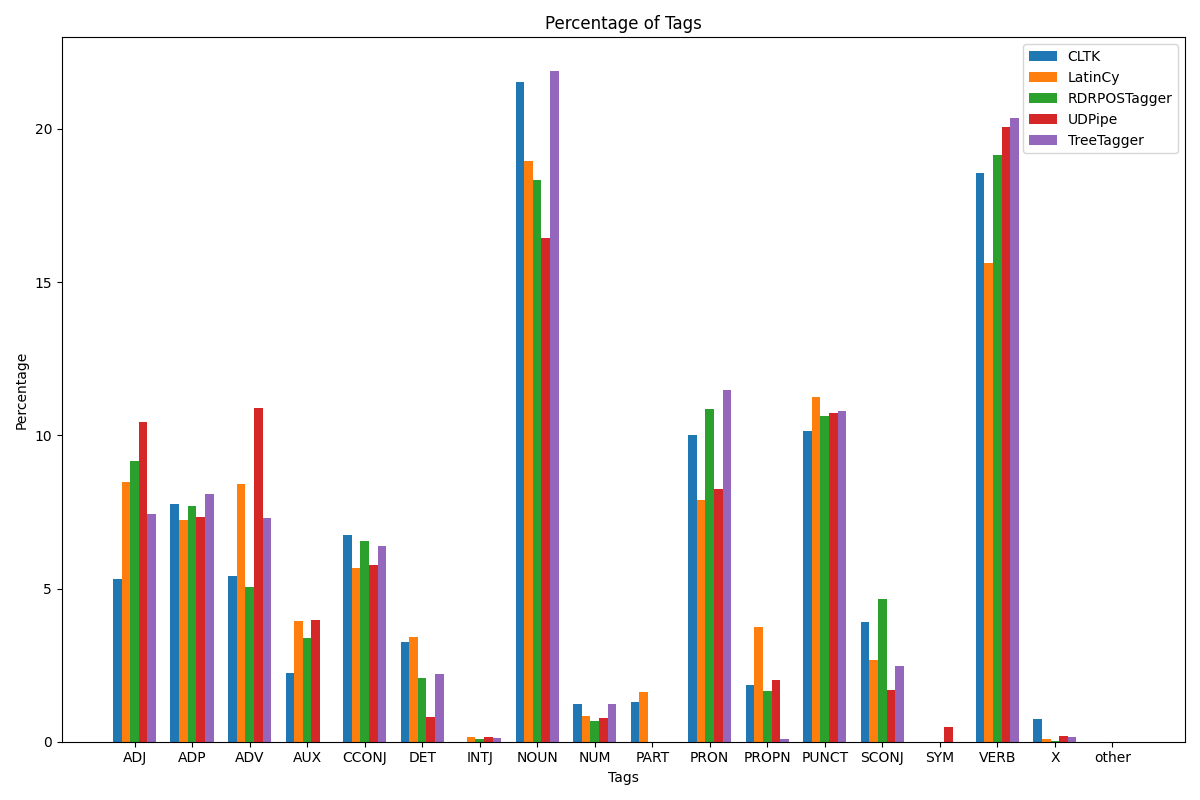 Percentage of Tags
CLTK
LatinCy
RDRPOSTagger
UDPipe
TreeTagger
Percentage
20
15
10
5
0
ADJ ADP ADV AUX CCONJ DET INTJ NOUN NUM PART PRON PROPN PUNCT SCONJ SYM VERB X other
Tags